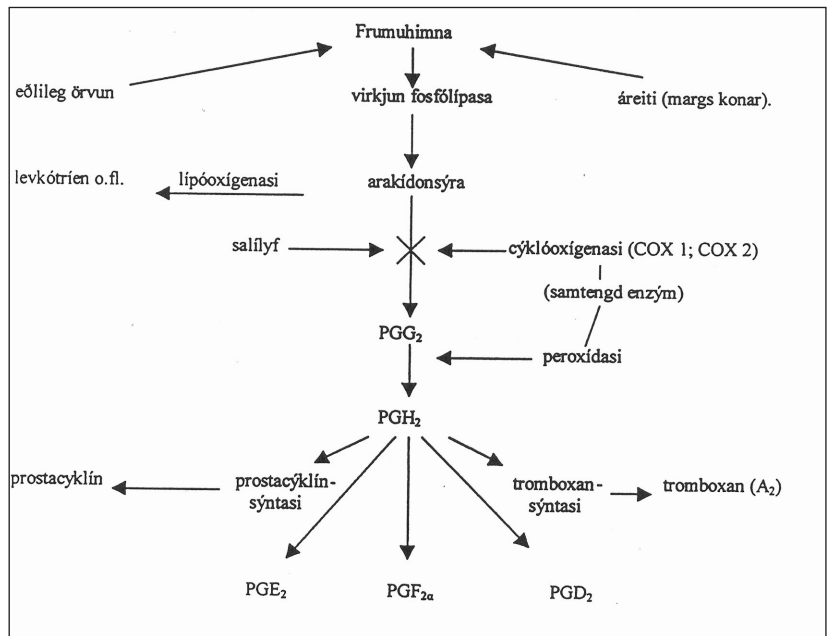 Frumuhimna
eðlileg örvun
virkjun fosfólípasa
áreiti (margs konar).
levkótríen o.fl.
lípóoxígenasi
arakídonsýra
salílyf
cýklóoxígenasi (COX 1; COX 2)
(samtengd enzým)
PGG₂
peroxídasi
PGH₂
prostacyklín
prostacýklín-
sýntasi
tromboxan-
sýntasi
tromboxan (A₂)
PGE₂
PGF₂α
PGD₂